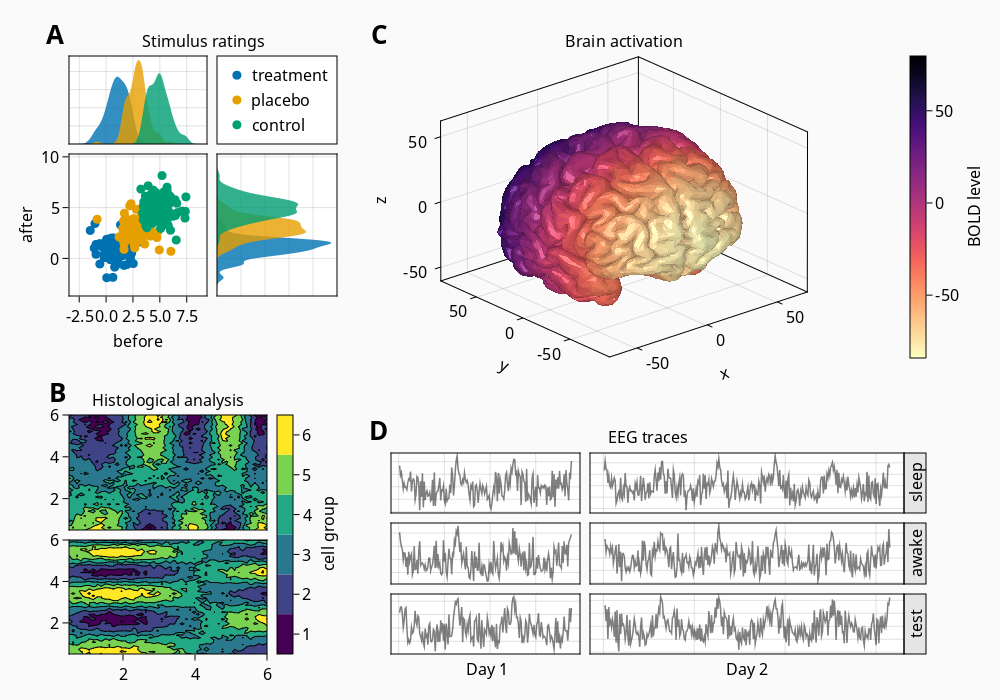 A
Stimulus ratings
treatment
placebo
control
10
5
0
after
-2.5 0.0 2.5 5.0 7.5
before
C
Brain activation
50
0
-50
z
50
0
-50
y
-50
0
50
x
50
0
-50
BOLD level
B
Histological analysis
6
4
2
6
4
2
2 4 6
6
5
4
3
2
1
cell group
D
EEG traces
sleep
awake
test
Day 1
Day 2